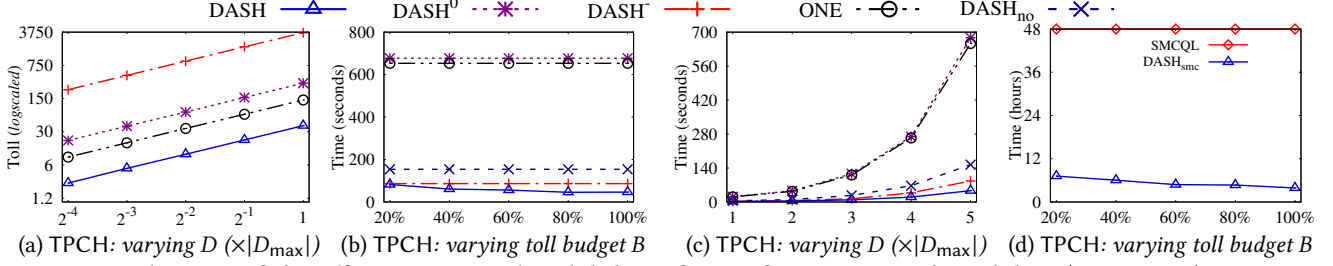 DASH DASH⁰ DASH⁻ ONE DASHno
Toll (logscaled)
3750
750
150
30
6
1.2
2⁻⁴ 2⁻³ 2⁻² 2⁻¹ 1
(a) TPCH: varying D (×|Dmax|)
Time (seconds)
800
600
400
200
0
20% 40% 60% 80% 100%
(b) TPCH: varying toll budget B
Time (seconds)
700
560
420
280
140
0
1 2 3 4 5
(c) TPCH: varying D (×|Dmax|)
Time (hours)
48
36
24
12
0
SMCQL
DASHsmc
20% 40% 60% 80% 100%
(d) TPCH: varying toll budget B